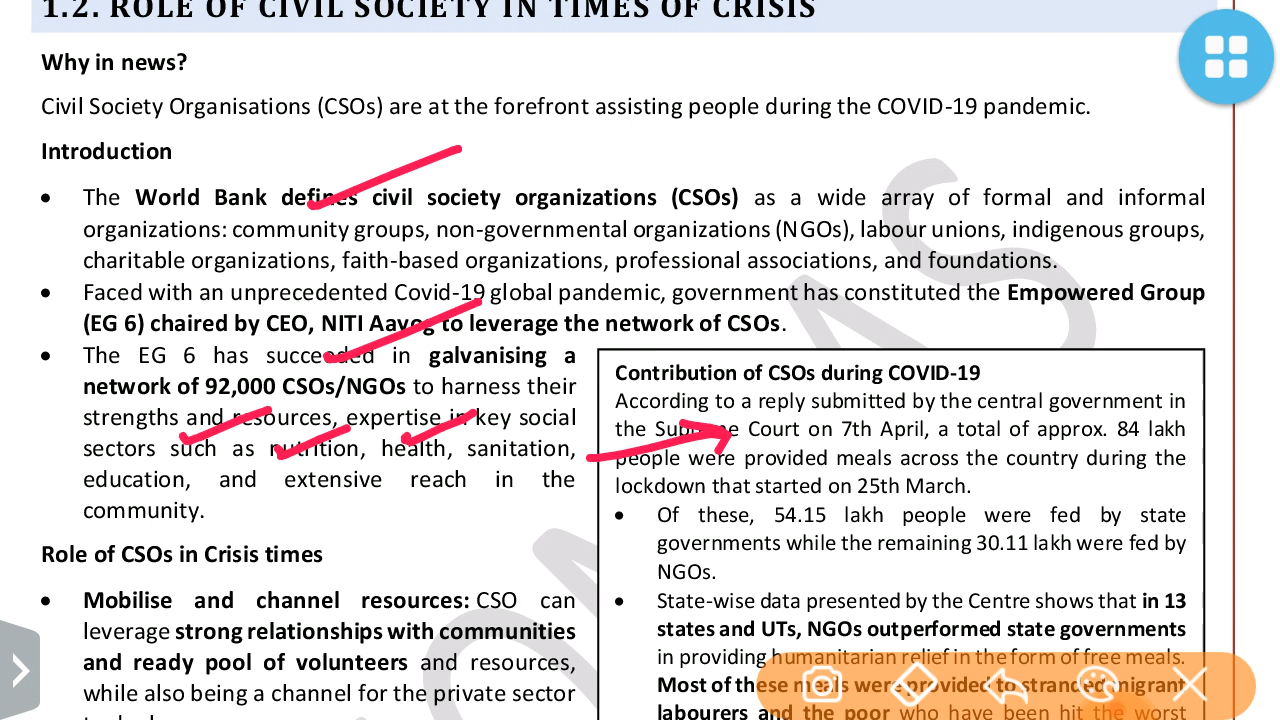 1.2. ROLE OF CIVIL SOCIETY IN TIMES OF CRISIS
Why in news?
Civil Society Organisations (CSOs) are at the forefront assisting people during the COVID-19 pandemic.
Introduction
• The World Bank defines civil society organizations (CSOs) as a wide array of formal and informal
organizations: community groups, non-governmental organizations (NGOs), labour unions, indigenous groups,
charitable organizations, faith-based organizations, professional associations, and foundations.
• Faced with an unprecedented Covid-19 global pandemic, government has constituted the Empowered Group
(EG 6) chaired by CEO, NITI Aayog to leverage the network of CSOs.
• The EG 6 has succeeded in galvanising a
network of 92,000 CSOs/NGOs to harness their
strengths and resources, expertise in key social
sectors such as nutrition, health, sanitation,
education, and extensive reach in the
community.
Role of CSOs in Crisis times
• Mobilise and channel resources: CSO can
leverage strong relationships with communities
and ready pool of volunteers and resources,
while also being a channel for the private sector
Contribution of CSOs during COVID-19
According to a reply submitted by the central government in
the Supreme Court on 7th April, a total of approx. 84 lakh
people were provided meals across the country during the
lockdown that started on 25th March.
• Of these, 54.15 lakh people were fed by state
governments while the remaining 30.11 lakh were fed by
NGOs.
• State-wise data presented by the Centre shows that in 13
states and UTs, NGOs outperformed state governments
in providing humanitarian relief in the form of free meals.
Most of these meals were provided to stranded migrant
labourers and the poor who have been hit the worst